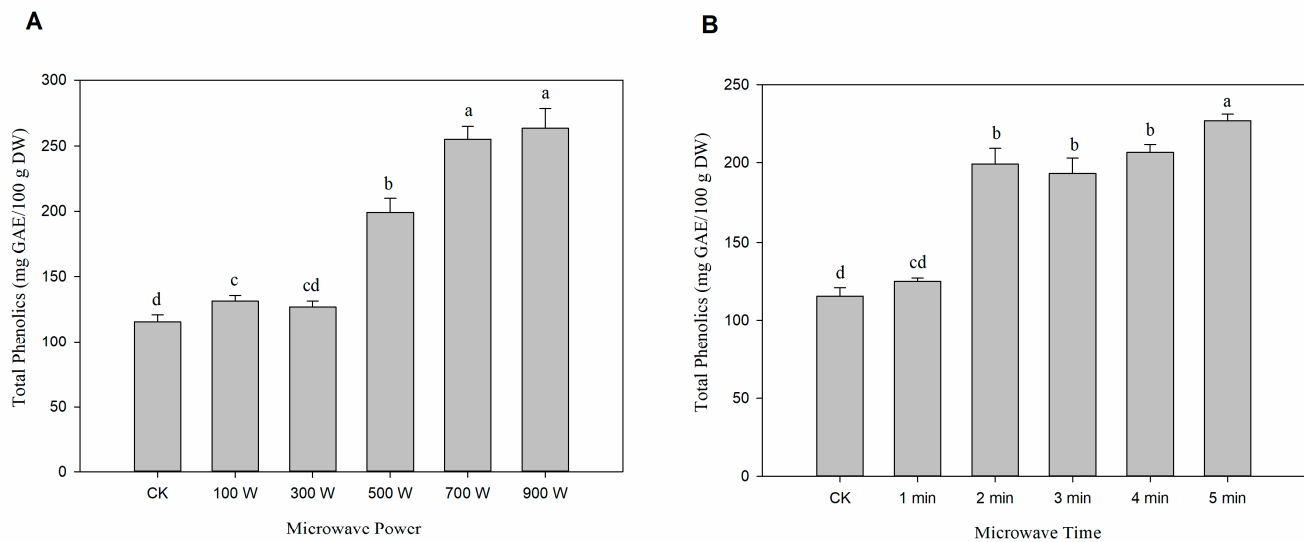 A
Total Phenolics (mg GAE/100 g DW)
300
250
200
150
100
50
0
d
c
cd
b
a
a
CK 100 W 300 W 500 W 700 W 900 W
Microwave Power
B
Total Phenolics (mg GAE/100 g DW)
250
200
150
100
50
0
d
cd
b
b
b
a
CK 1 min 2 min 3 min 4 min 5 min
Microwave Time